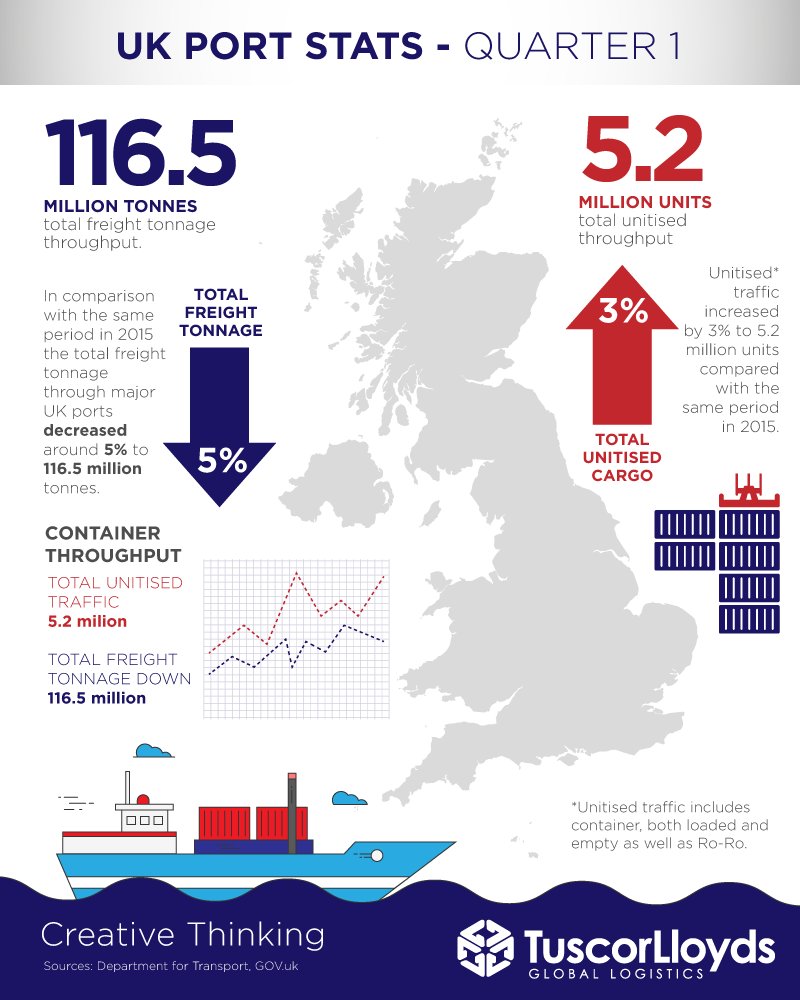 UK PORT STATS - QUARTER 1
116.5
MILLION TONNES
total freight tonnage
throughput.
5.2
MILLION UNITS
total unitised
throughput
In comparison
with the same
period in 2015
the total freight
tonnage
through major
UK ports
decreased
around 5% to
116.5 million
tonnes.
TOTAL
FREIGHT
TONNAGE
5%
3%
TOTAL
UNITISED
CARGO
Unitised*
traffic
increased
by 3% to 5.2
million units
compared
with the
same period
in 2015.
CONTAINER
THROUGHPUT
TOTAL UNITISED
TRAFFIC
5.2 milion
TOTAL FREIGHT
TONNAGE DOWN
116.5 million
*Unitised traffic includes
container, both loaded and
empty as well as Ro-Ro.
Creative Thinking
Sources: Department for Transport, GOV.uk
TuscorLloyds
GLOBAL LOGISTICS